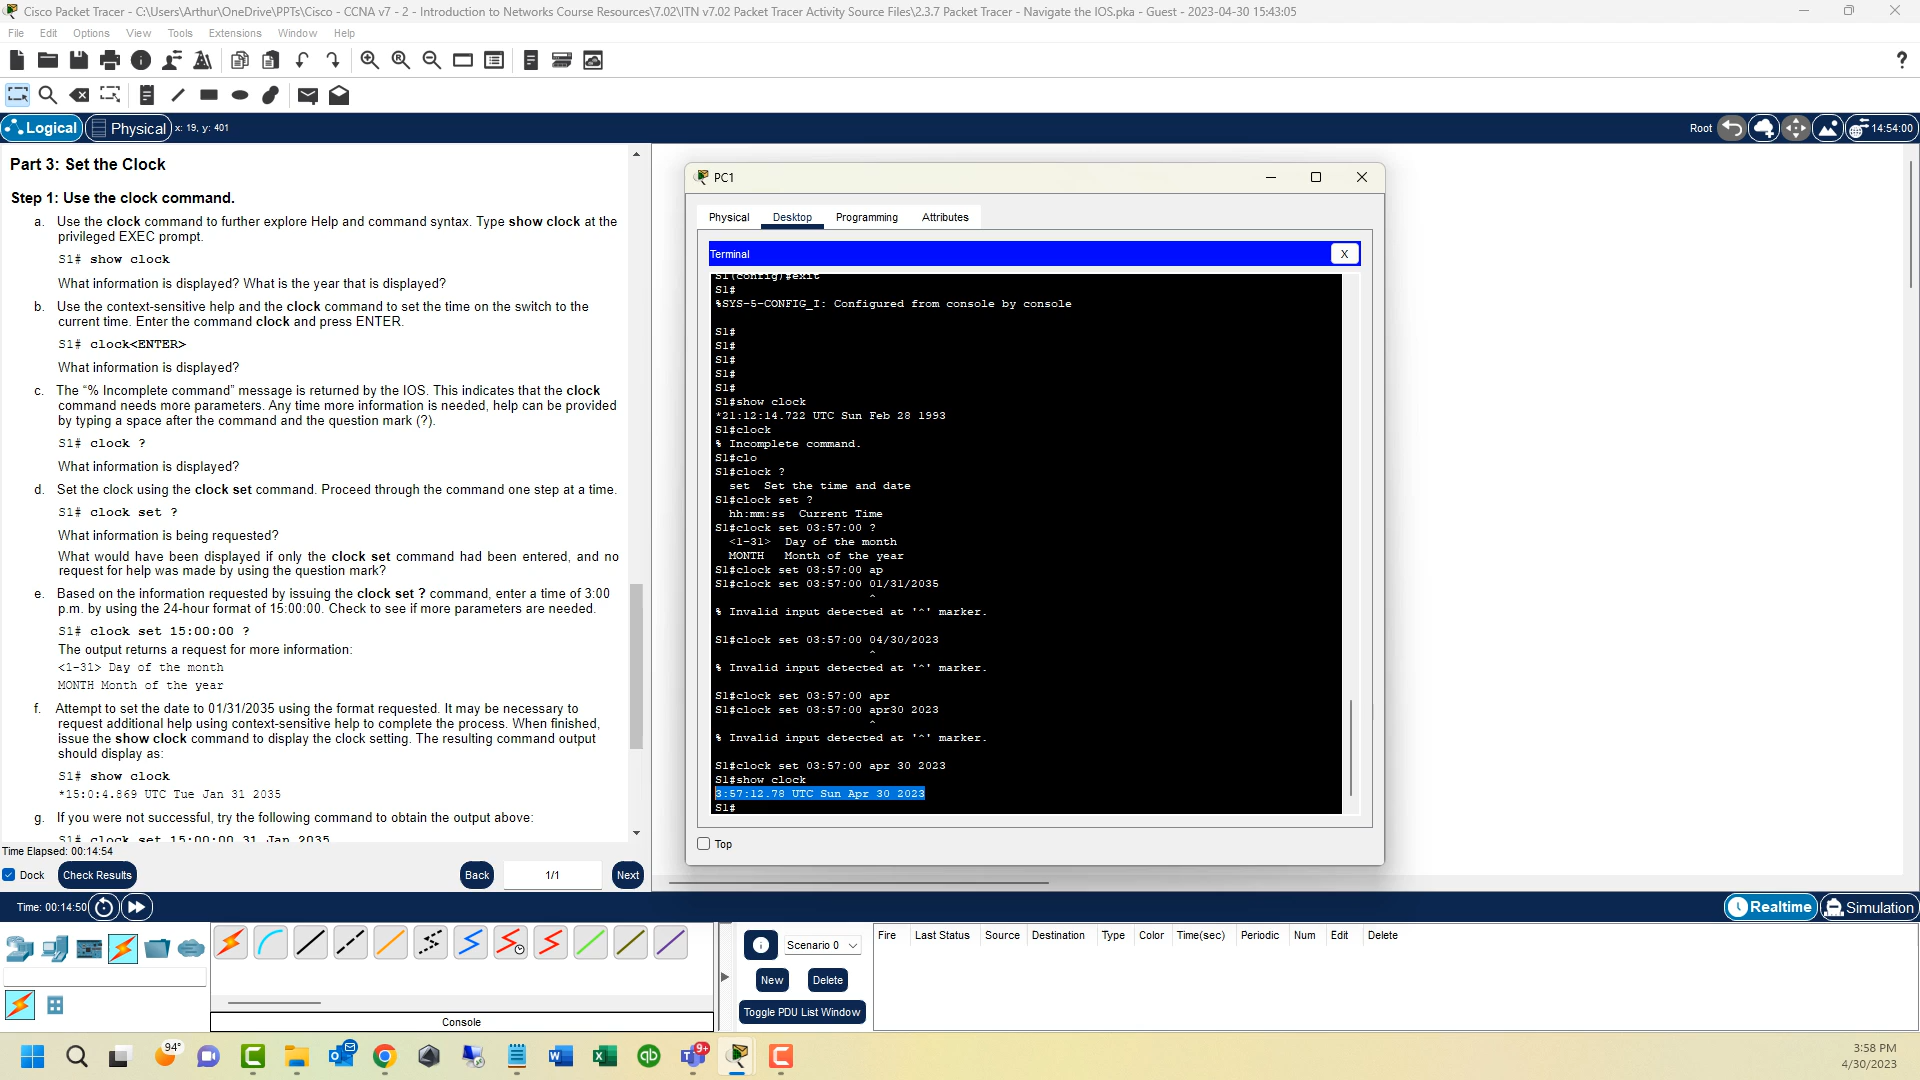 Cisco Packet Tracer - C:\Users\Arthur\OneDrive\PPTs\Cisco - CCNA v7 - 2 - Introduction to Networks Course Resources\7.02\ITN v7.02 Packet Tracer Activity Source Files\2.3.7 Packet Tracer - Navigate the IOS.pka - Guest - 2023-04-30 15:43:05
File Edit Options View Tools Extensions Window Help
Logical Physical x: 19, y: 401 Root 14:54:00
Part 3: Set the Clock
Step 1: Use the clock command.
a. Use the clock command to further explore Help and command syntax. Type show clock at the
privileged EXEC prompt.
S1# show clock
What information is displayed? What is the year that is displayed?
b. Use the context-sensitive help and the clock command to set the time on the switch to the
current time. Enter the command clock and press ENTER.
S1# clock<ENTER>
What information is displayed?
c. The “% Incomplete command” message is returned by the IOS. This indicates that the clock
command needs more parameters. Any time more information is needed, help can be provided
by typing a space after the command and the question mark (?).
S1# clock ?
What information is displayed?
d. Set the clock using the clock set command. Proceed through the command one step at a time.
S1# clock set ?
What information is being requested?
What would have been displayed if only the clock set command had been entered, and no
request for help was made by using the question mark?
e. Based on the information requested by issuing the clock set ? command, enter a time of 3:00
p.m. by using the 24-hour format of 15:00:00. Check to see if more parameters are needed.
S1# clock set 15:00:00 ?
The output returns a request for more information:
<1-31> Day of the month
MONTH Month of the year
f. Attempt to set the date to 01/31/2035 using the format requested. It may be necessary to
request additional help using context-sensitive help to complete the process. When finished,
issue the show clock command to display the clock setting. The resulting command output
should display as:
S1# show clock
*15:0:4.869 UTC Tue Jan 31 2035
g. If you were not successful, try the following command to obtain the output above:
S1# clock set 15:00:00 31 Jan 2035
Time Elapsed: 00:14:54
Dock Check Results Back 1/1 Next
PC1
Physical Desktop Programming Attributes
Terminal X
S1(config)#exit
S1#
%SYS-5-CONFIG_I: Configured from console by console
S1#
S1#
S1#
S1#
S1#
S1#show clock
*21:12:14.722 UTC Sun Feb 28 1993
S1#clock
% Incomplete command.
S1#clo
S1#clock ?
set Set the time and date
S1#clock set ?
hh:mm:ss Current Time
S1#clock set 03:57:00 ?
<1-31> Day of the month
MONTH Month of the year
S1#clock set 03:57:00 ap
S1#clock set 03:57:00 01/31/2035
^
% Invalid input detected at '^' marker.
S1#clock set 03:57:00 04/30/2023
^
% Invalid input detected at '^' marker.
S1#clock set 03:57:00 apr
S1#clock set 03:57:00 apr30 2023
^
% Invalid input detected at '^' marker.
S1#clock set 03:57:00 apr 30 2023
S1#show clock
3:57:12.78 UTC Sun Apr 30 2023
S1#
Top
Time: 00:14:50 Realtime Simulation
Scenario 0
New Delete
Toggle PDU List Window
Fire Last Status Source Destination Type Color Time(sec) Periodic Num Edit Delete
Console
94°
9+
3:58 PM
4/30/2023